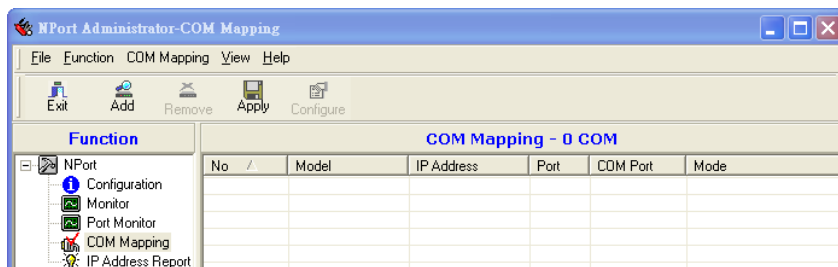 NPort Administrator-COM Mapping
File Function COM Mapping View Help
Exit Add Remove Apply Configure
Function
COM Mapping - 0 COM
No Model IP Address Port COM Port Mode
NPort
Configuration
Monitor
Port Monitor
COM Mapping
IP Address Report